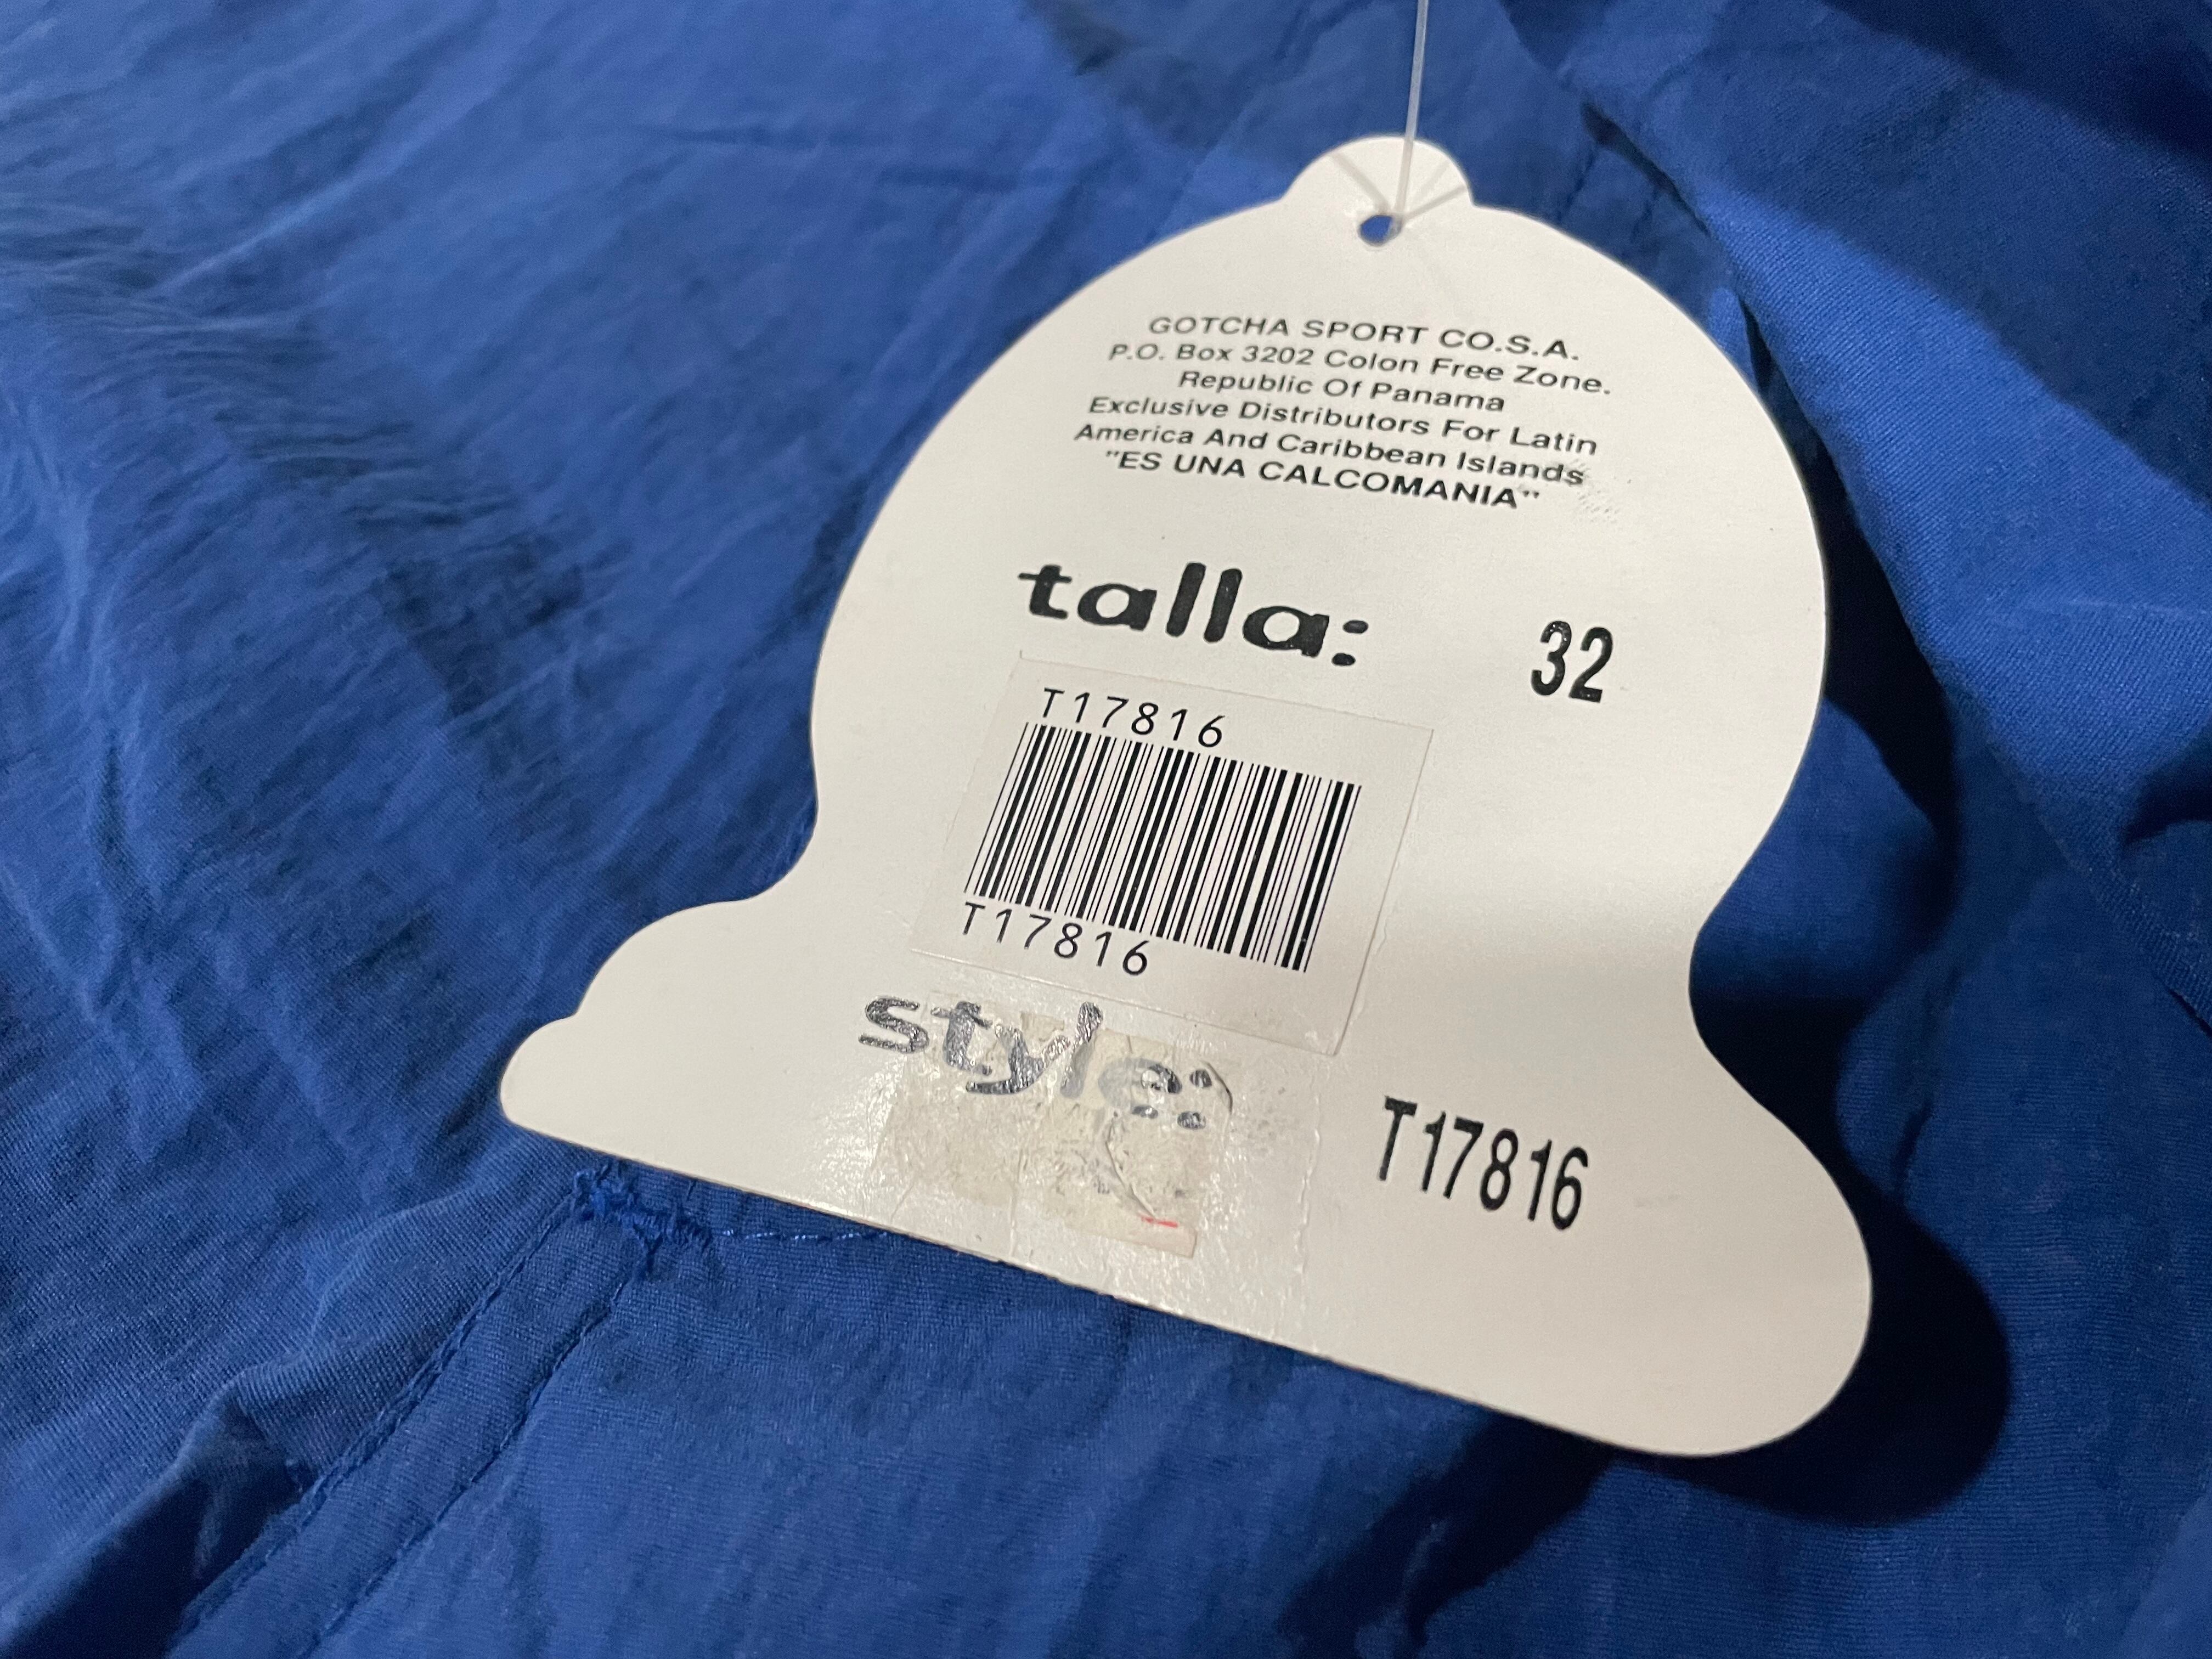 GOTCHA SPORT CO.S.A.
P.O. Box 3202 Colon Free Zone.
Republic Of Panama
Exclusive Distributors For Latin
America And Caribbean Islands
"ES UNA CALCOMANIA"
talla: 32
T17816
T17816
style: T17816